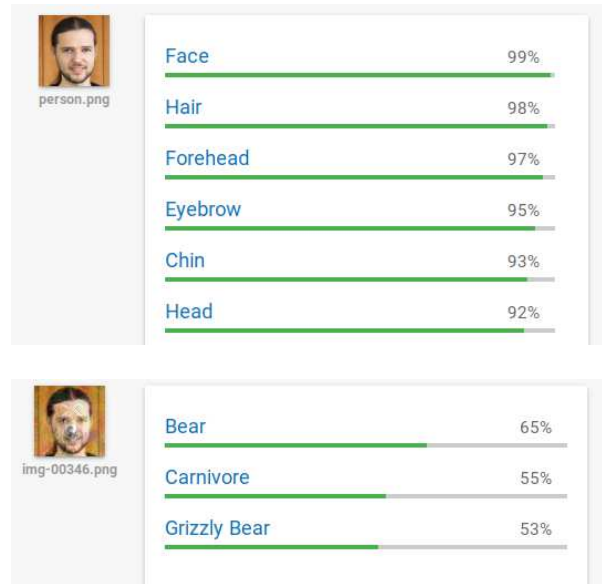 Face 99%
person.png
Hair 98%
Forehead 97%
Eyebrow 95%
Chin 93%
Head 92%
Bear 65%
img-00346.png
Carnivore 55%
Grizzly Bear 53%